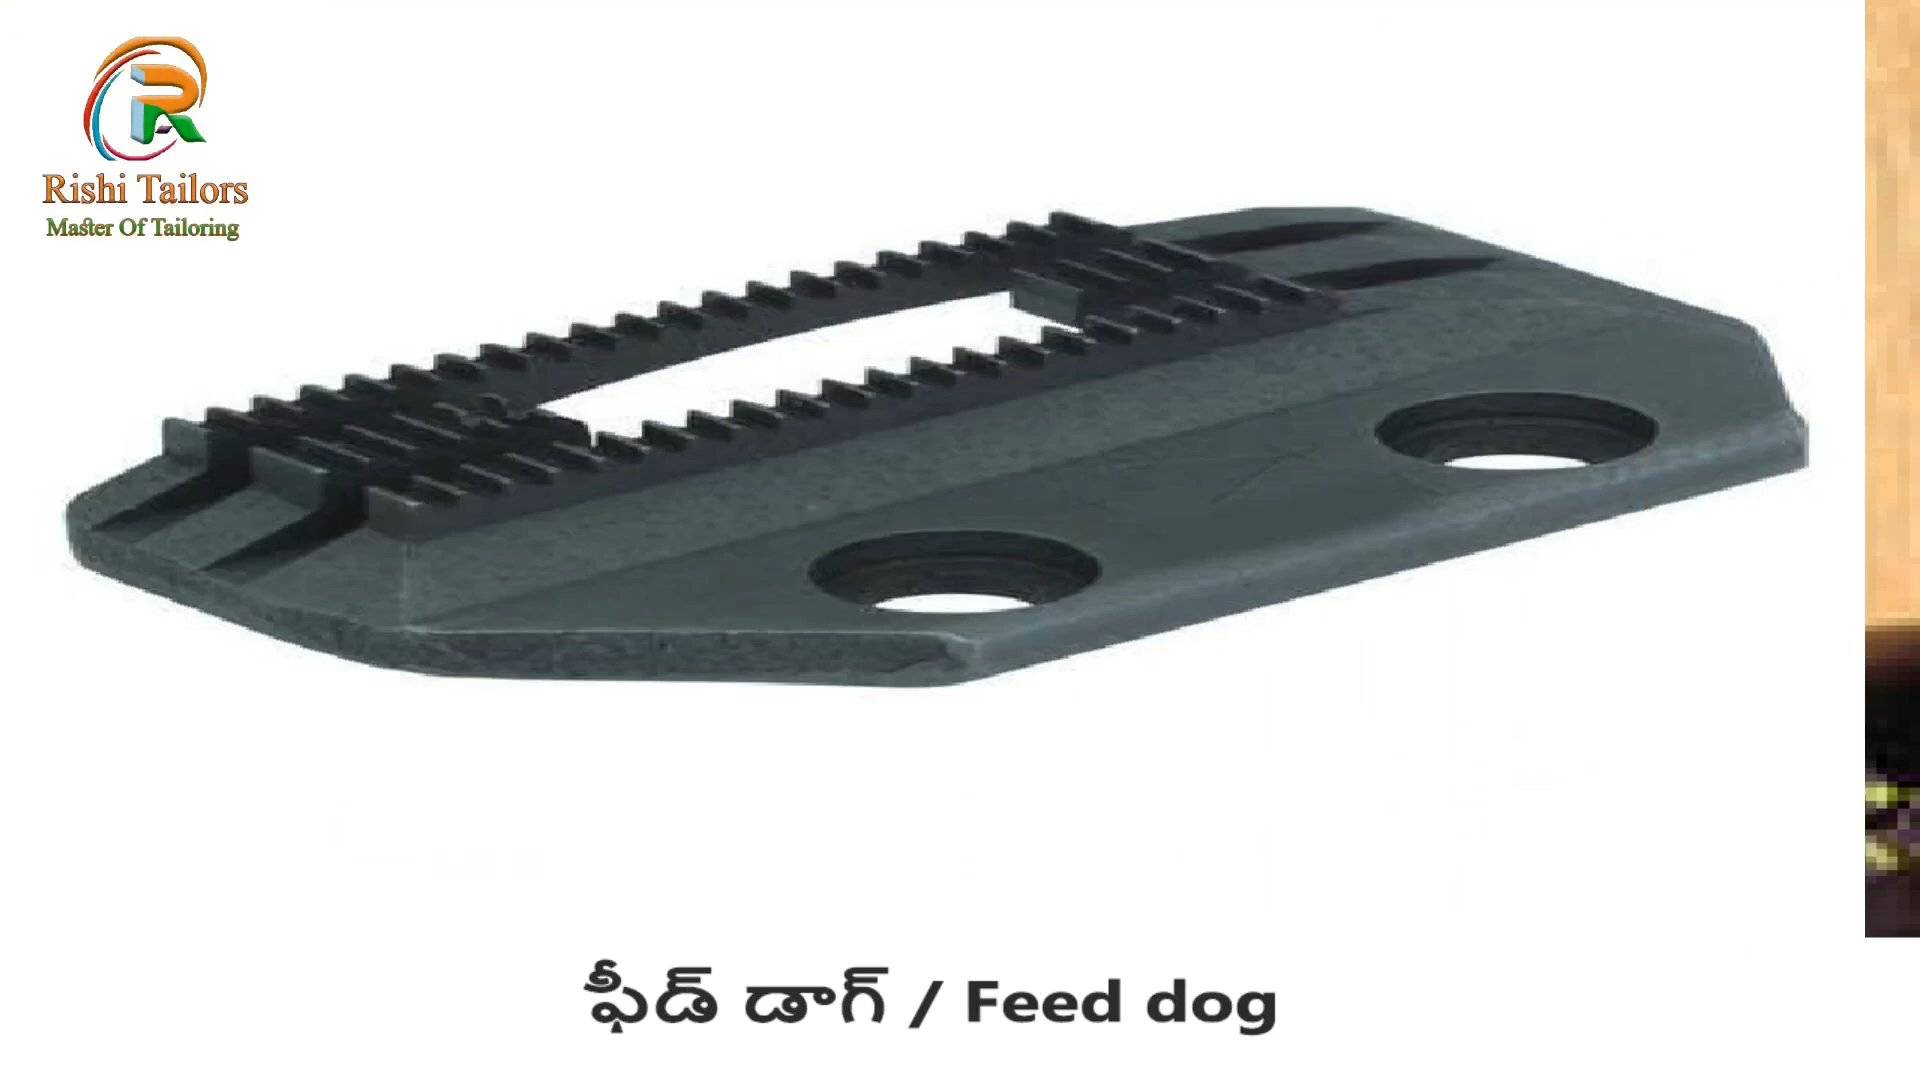 Rishi Tailors
Master Of Tailoring
ఫీడ్ డాగ్ / Feed dog